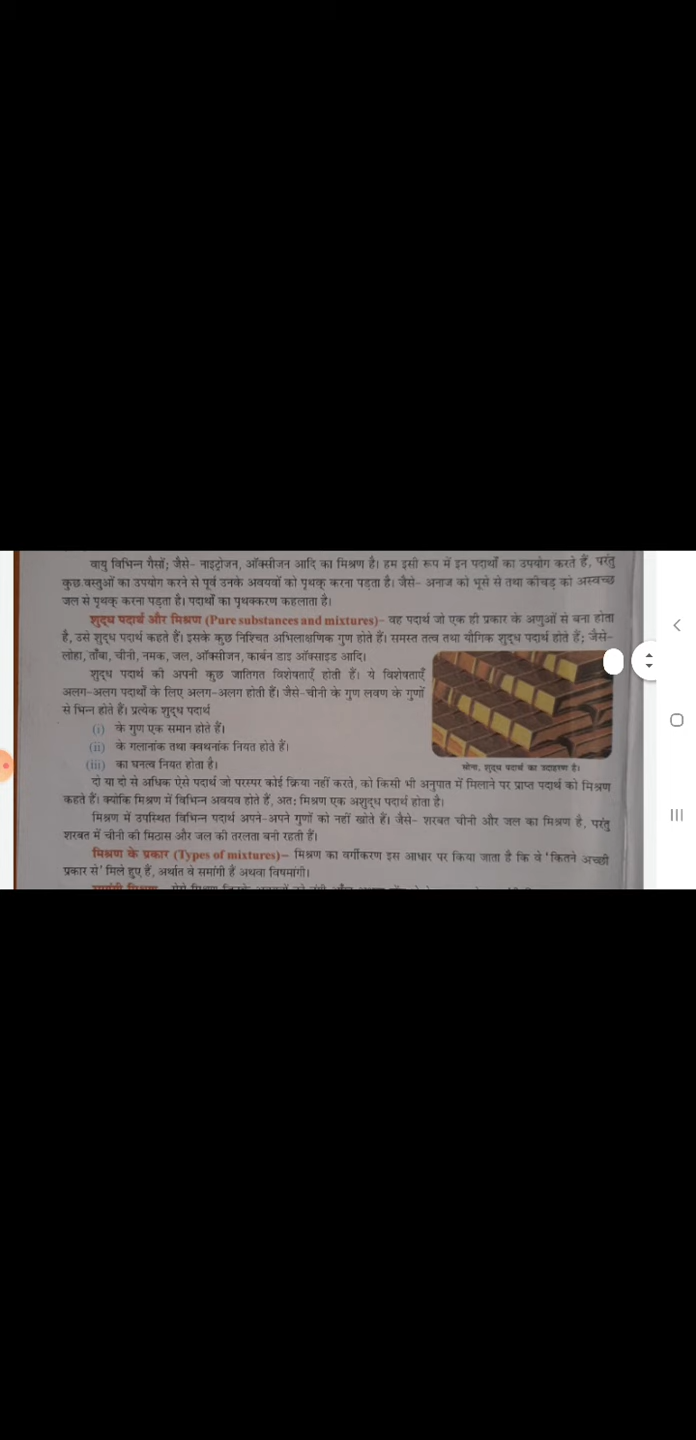 वायु विभिन्न गैसों; जैसे- नाइट्रोजन, ऑक्सीजन आदि का मिश्रण है। हम इसी रूप में इन पदार्थों का उपयोग करते हैं, परंतु
कुछ वस्तुओं का उपयोग करने से पूर्व उनके अवयवों को पृथक् करना पड़ता है। जैसे- अनाज को भूसे से तथा कीचड़ को अस्वच्छ
जल से पृथक् करना पड़ता है। पदार्थों का पृथक्करण कहलाता है।
शुद्ध पदार्थ और मिश्रण (Pure substances and mixtures)- वह पदार्थ जो एक ही प्रकार के अणुओं से बना होता
है, उसे शुद्ध पदार्थ कहते हैं। इसके कुछ निश्चित अभिलाक्षणिक गुण होते हैं। समस्त तत्व तथा यौगिक शुद्ध पदार्थ होते हैं; जैसे-
लोहा, ताँबा, चीनी, नमक, जल, ऑक्सीजन, कार्बन डाइ ऑक्साइड आदि।
शुद्ध पदार्थ की अपनी कुछ जातिगत विशेषताएँ होती हैं। ये विशेषताएँ
अलग-अलग पदार्थों के लिए अलग-अलग होती हैं। जैसे-चीनी के गुण लवण के गुणों
से भिन्न होते हैं। प्रत्येक शुद्ध पदार्थ
(i) के गुण एक समान होते हैं।
(ii) के गलानांक तथा क्वथनांक नियत होते हैं।
(iii) का घनत्व नियत होता है।
सोना, शुद्ध पदार्थ का उदाहरण है।
दो या दो से अधिक ऐसे पदार्थ जो परस्पर कोई क्रिया नहीं करते, को किसी भी अनुपात में मिलाने पर प्राप्त पदार्थ को मिश्रण
कहते हैं। क्योंकि मिश्रण में विभिन्न अवयव होते हैं, अतः मिश्रण एक अशुद्ध पदार्थ होता है।
मिश्रण में उपस्थित विभिन्न पदार्थ अपने-अपने गुणों को नहीं खोते हैं। जैसे- शरबत चीनी और जल का मिश्रण है, परंतु
शरबत में चीनी की मिठास और जल की तरलता बनी रहती हैं।
मिश्रण के प्रकार (Types of mixtures)– मिश्रण का वर्गीकरण इस आधार पर किया जाता है कि वे 'कितने अच्छी
प्रकार से' मिले हुए हैं, अर्थात वे समांगी हैं अथवा विषमांगी।